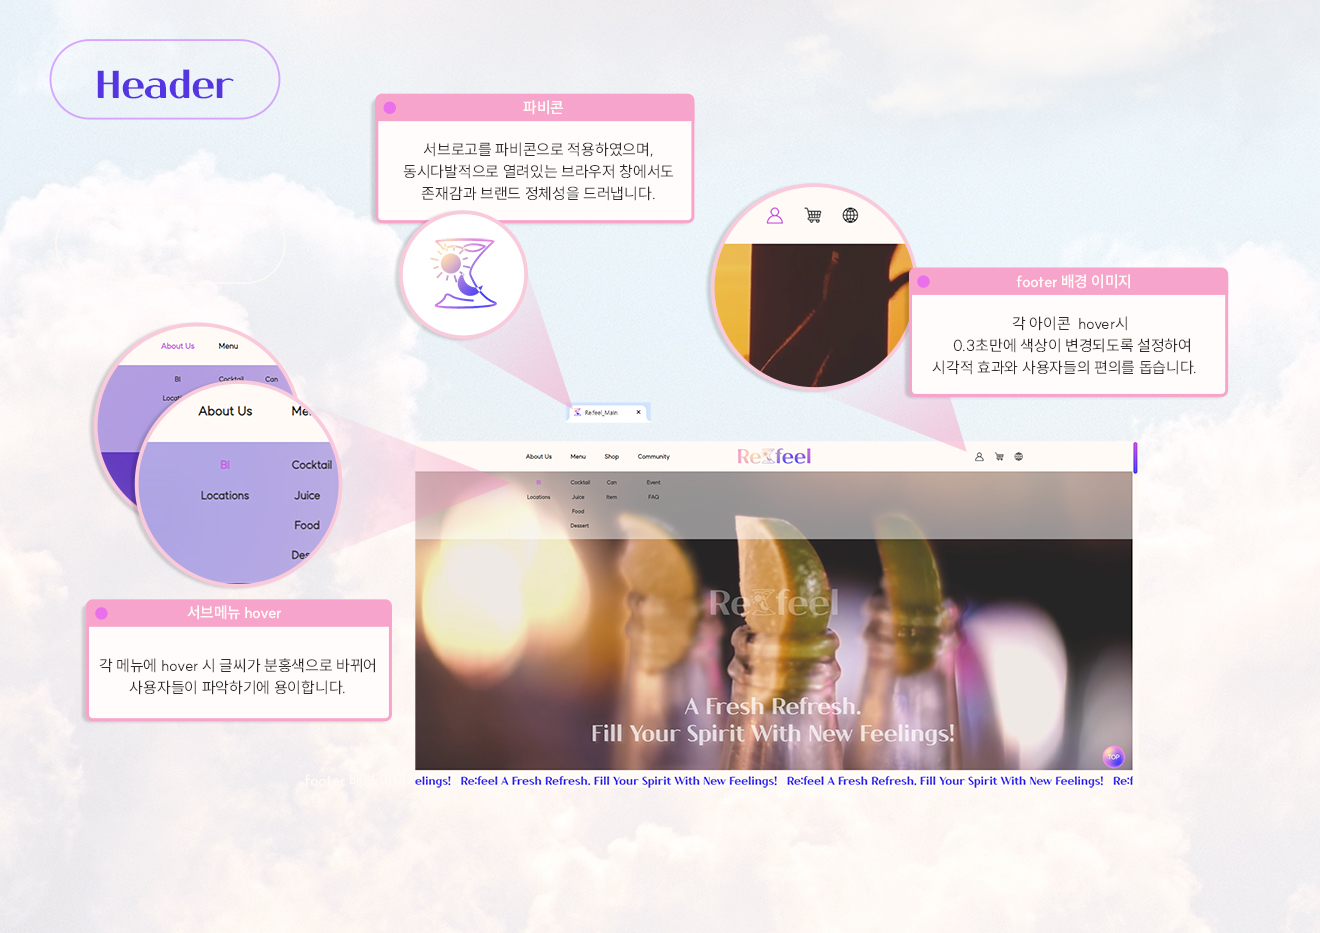 Header
파비콘
서브로고를 파비콘으로 적용하였으며,
동시다발적으로 열려있는 브라우저 창에서도
존재감과 브랜드 정체성을 드러냅니다.
footer 배경 이미지
각 아이콘 hover시
0.3초만에 색상이 변경되도록 설정하여
시각적 효과와 사용자들의 편의를 돕습니다.
About Us Menu
BI Cocktail Can
About Us
BI Cocktail
Locations Juice
Food
서브메뉴 hover
각 메뉴에 hover 시 글씨가 분홍색으로 바뀌어
사용자들이 파악하기에 용이합니다.
Re:feel_Main ×
About Us Menu Shop Community Re:feel
BI Cocktail Can Event
Locations Juice Item FAQ
Food
Dessert
Re:feel
A Fresh Refresh.
Fill Your Spirit With New Feelings!
TOP
footer
elings! Re:feel A Fresh Refresh, Fill Your Spirit With New Feelings! Re:feel A Fresh Refresh, Fill Your Spirit With New Feelings! Re:f